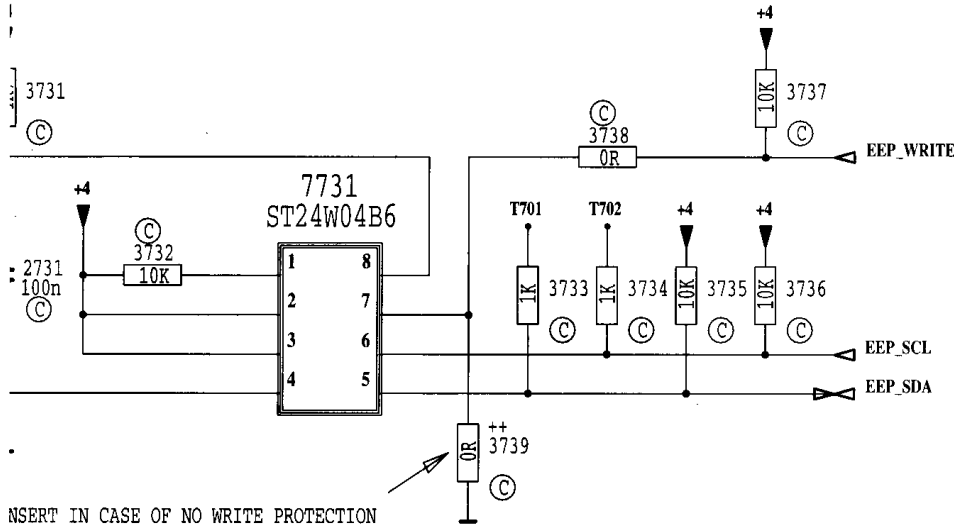 +4
3731
C
10K
3737
C
C
3738
0R
EEP_WRITE
7731
ST24W04B6
+4
C
3732
10K
T701
T702
+4
+4
1
8
2731
100n
C
2
7
1K
3733
C
1K
3734
C
10K
3735
C
10K
3736
C
3
6
EEP_SCL
4
5
EEP_SDA
0R
++
3739
C
NSERT IN CASE OF NO WRITE PROTECTION